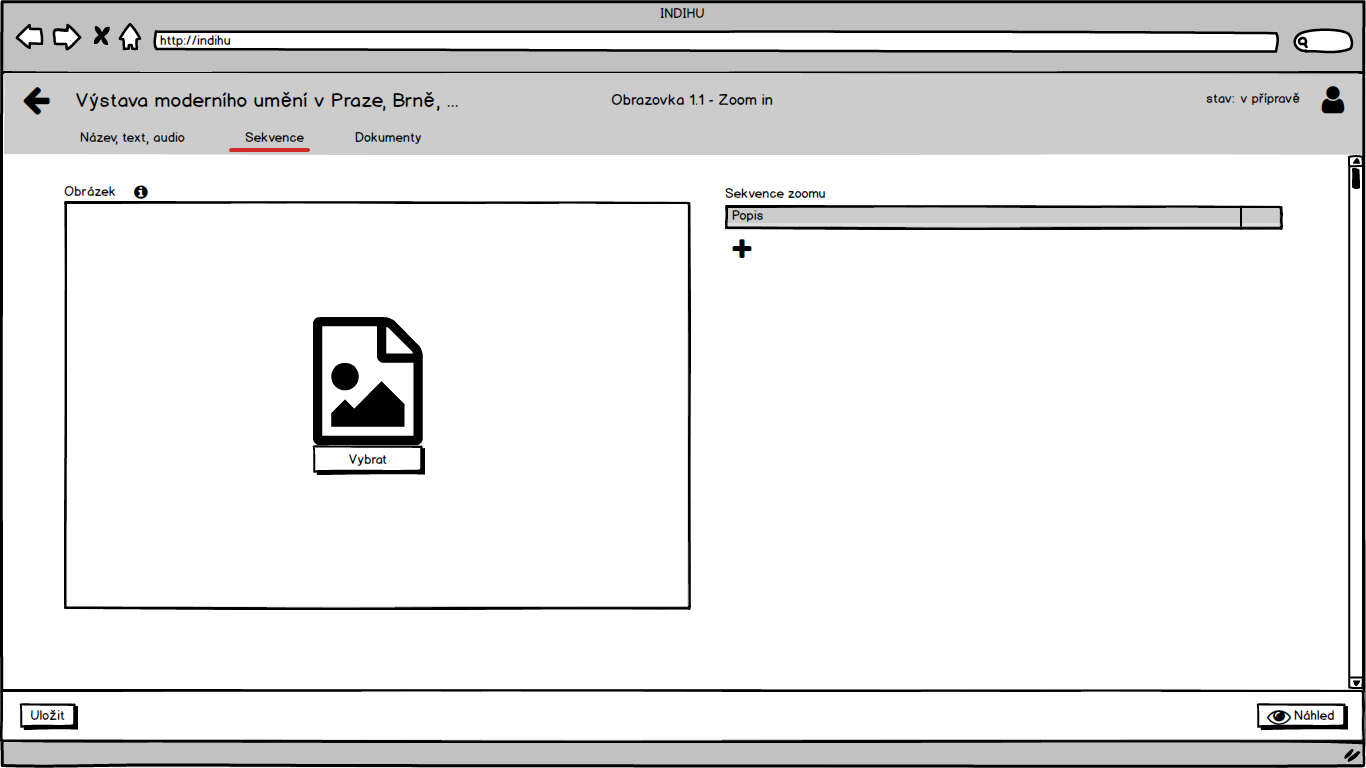 INDIHU
http://indihu
Výstava moderního umění v Praze, Brně, ...
Obrazovka 1.1 - Zoom in
stav: v přípravě
Název, text, audio
Sekvence
Dokumenty
Obrázek
Sekvence zoomu
Popis
Vybrat
Uložit
Náhled